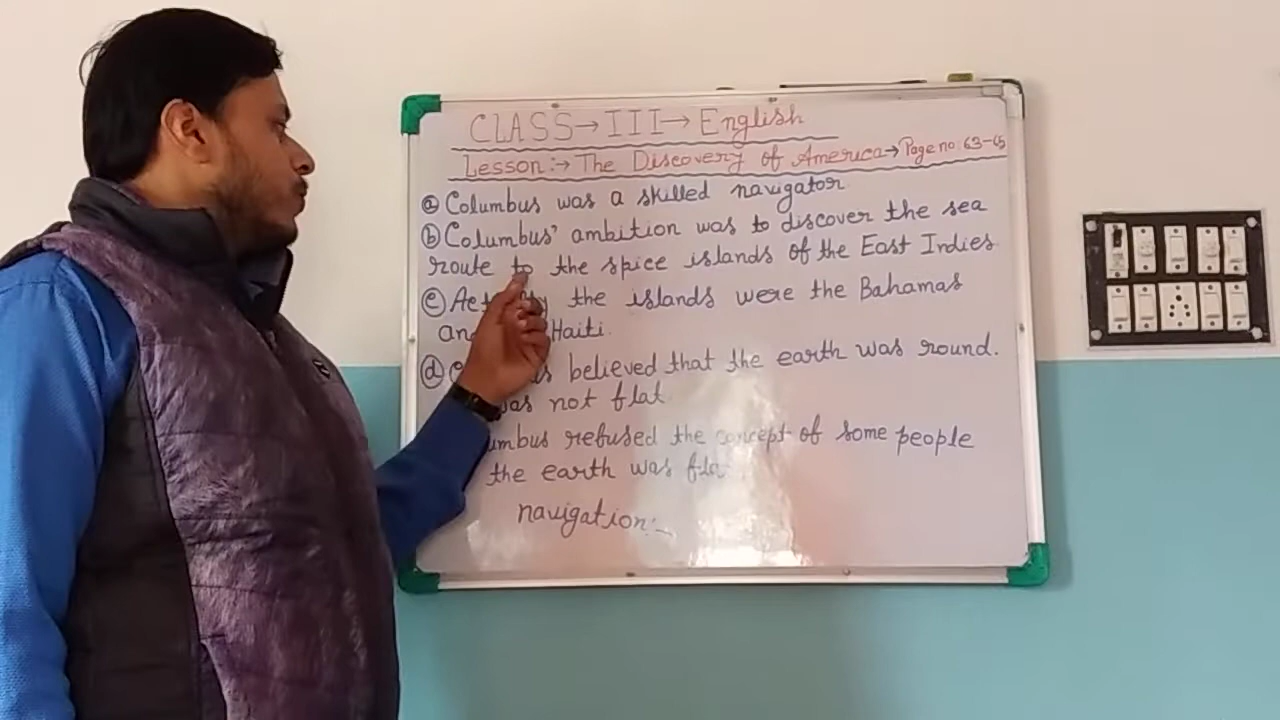 CLASS→III→English
Lesson:→ The Discovery of America→Page no. 63-65
(a) Columbus was a skilled navigator
(b) Columbus' ambition was to discover the sea
route to the spice islands of the East Indies
(c) the islands were the Bahamas
Haiti.
(d) believed that the earth was round.
was not flat.
refused the concept of some people
the earth was
navigation:-